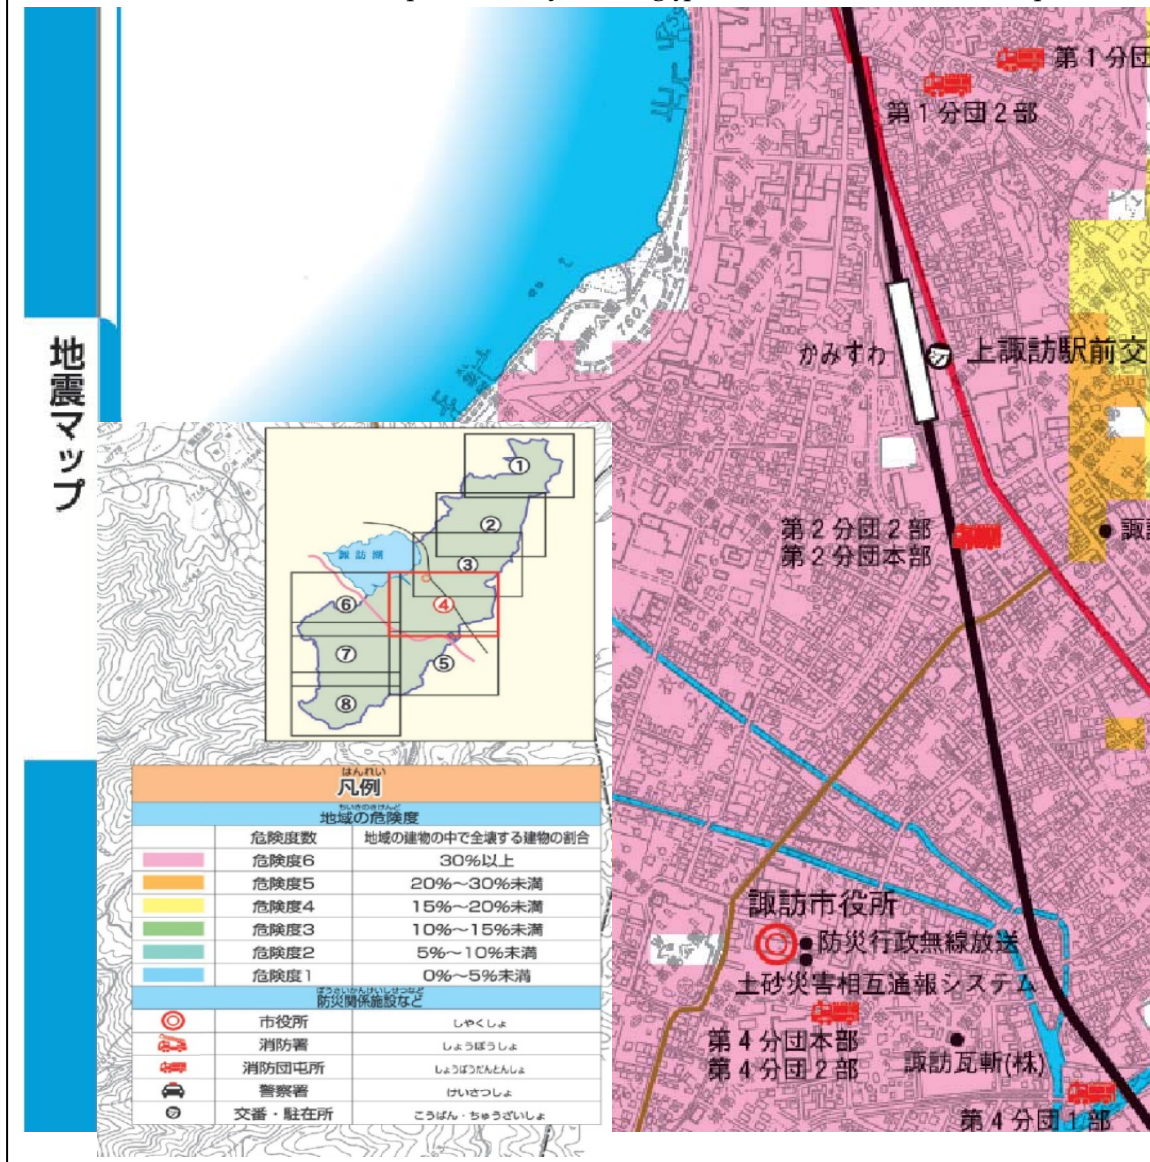 地震マップ
第1分団
第1分団2部
かみすわ
上諏訪駅前交
760.7
第2分団2部
第2分団本部
諏訪市役所
防災行政無線放送
土砂災害相互通報システム
第4分団本部
第4分団2部
諏訪瓦斬(株)
第4分団1部
諏訪湖
①
②
③
④
⑤
⑥
⑦
⑧
はんれい
凡例
ちいきのきけんど
地域の危険度
危険度数 地域の建物の中で全壊する建物の割合
危険度6 30%以上
危険度5 20%～30%未満
危険度4 15%～20%未満
危険度3 10%～15%未満
危険度2 5%～10%未満
危険度1 0%～5%未満
ぼうさいかんけいしせつなど
防災関係施設など
市役所 しやくしょ
消防署 しょうぼうしょ
消防団屯所 しょうぼうだんとんしょ
警察署 けいさつしょ
交番・駐在所 こうばん・ちゅうざいしょ